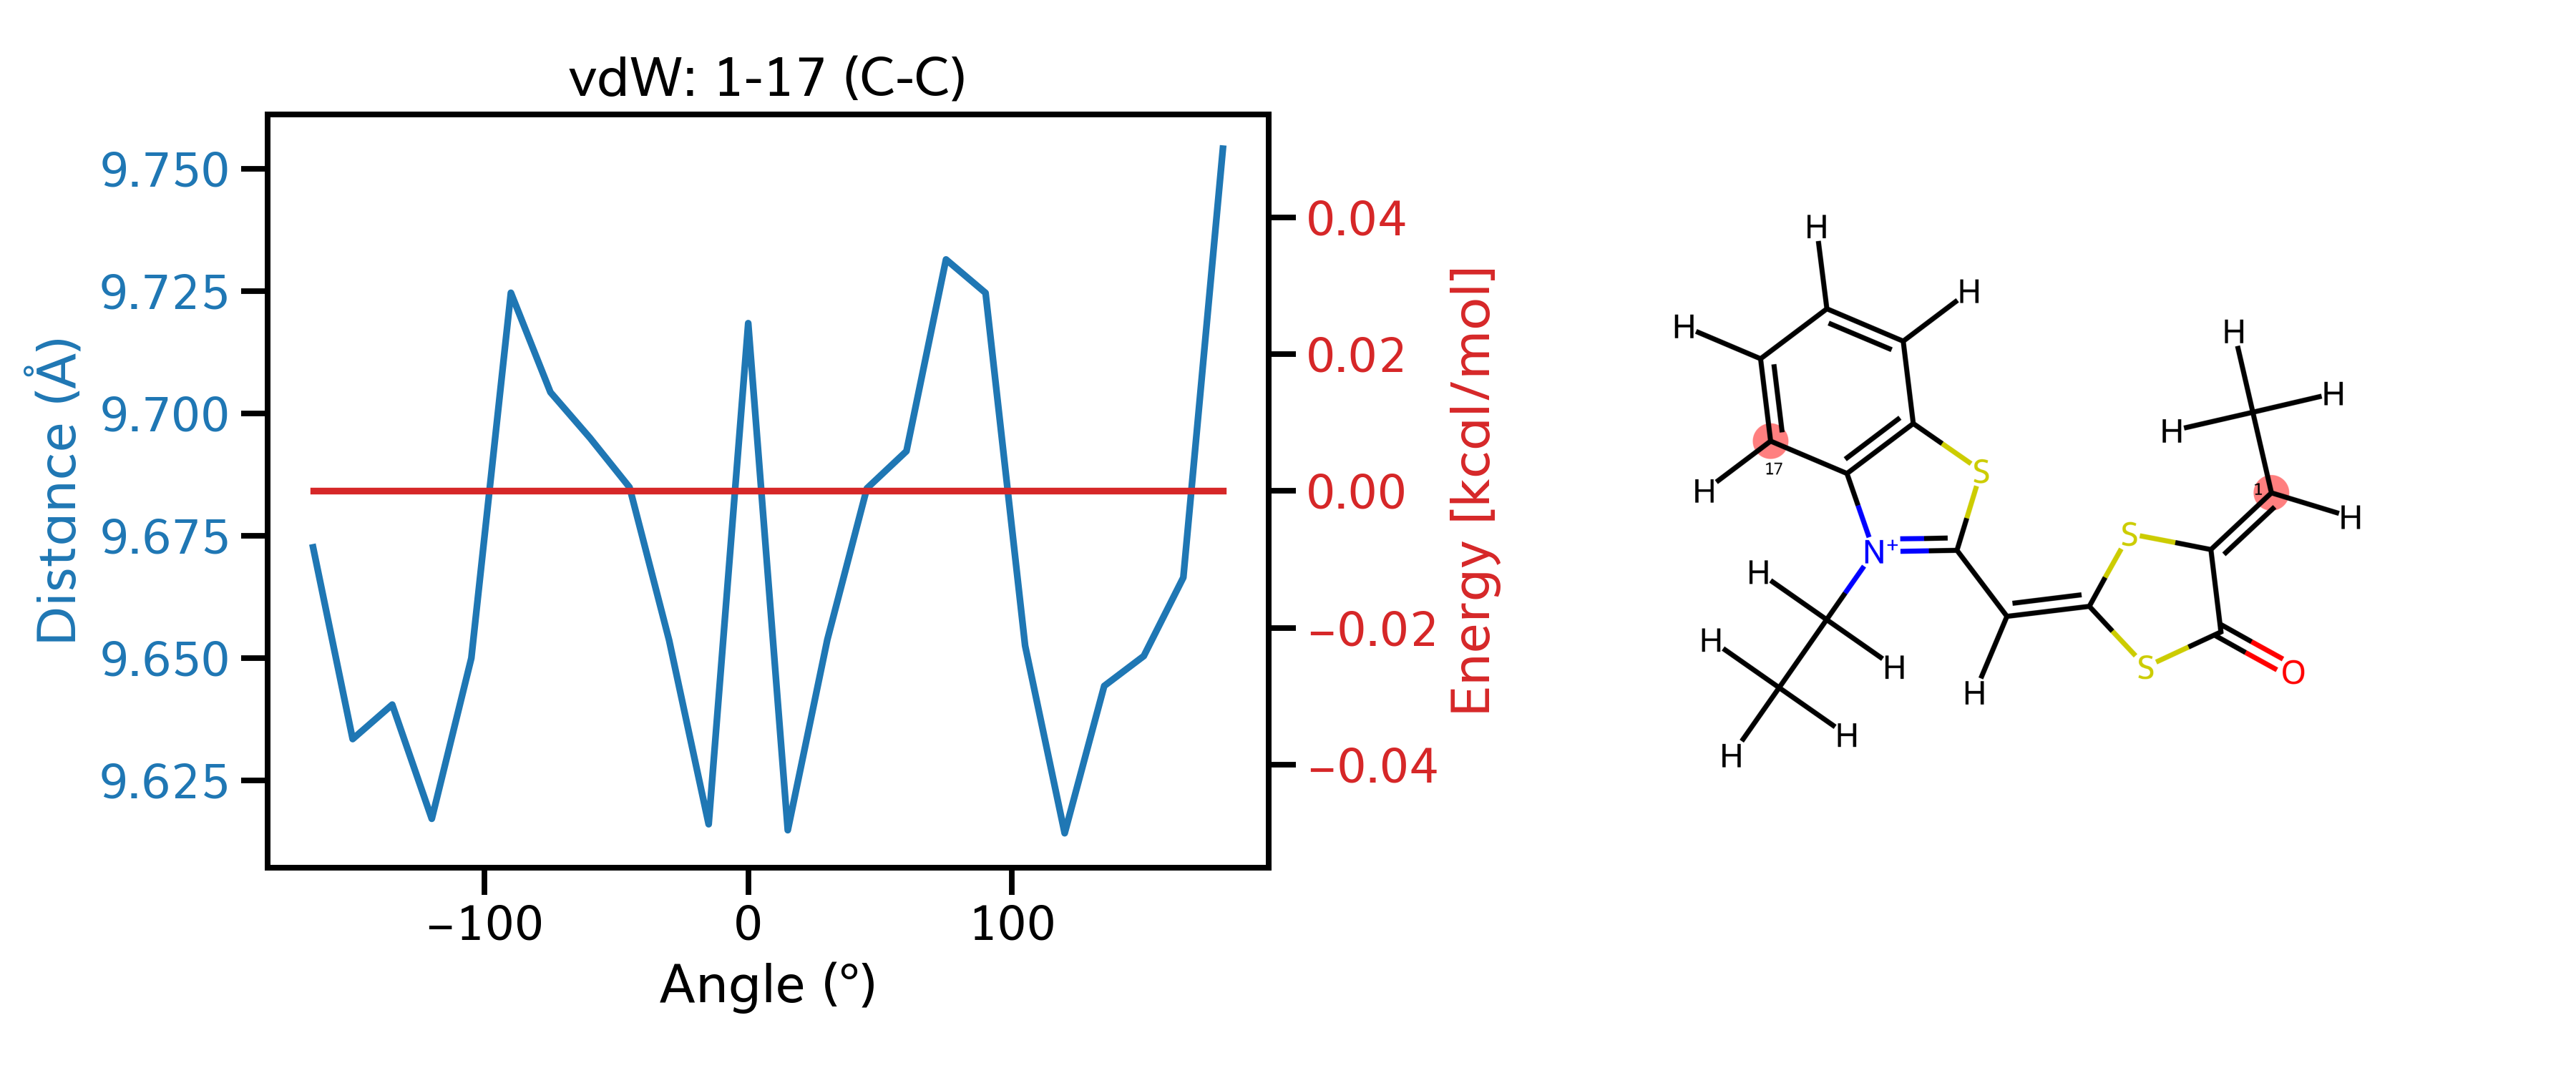 vdW: 1-17 (C-C)
9.750
9.725
9.700
9.675
9.650
9.625
Distance (Å)
0.04
0.02
0.00
−0.02
−0.04
Energy [kcal/mol]
−100
0
100
Angle (°)
H
H
H
H
H
H
H
17
S
1
H
H
S
N+
H
H
H
S
O
H
H
H